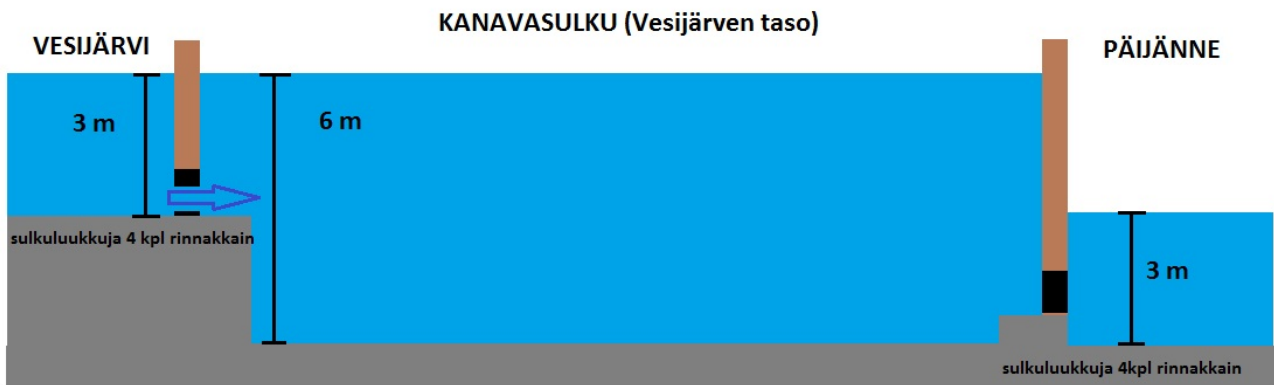 KANAVASULKU (Vesijärven taso)
VESIJÄRVI
PÄIJÄNNE
3 m
6 m
sulkuluukkuja 4 kpl rinnakkain
3 m
sulkuluukkuja 4kpl rinnakkain